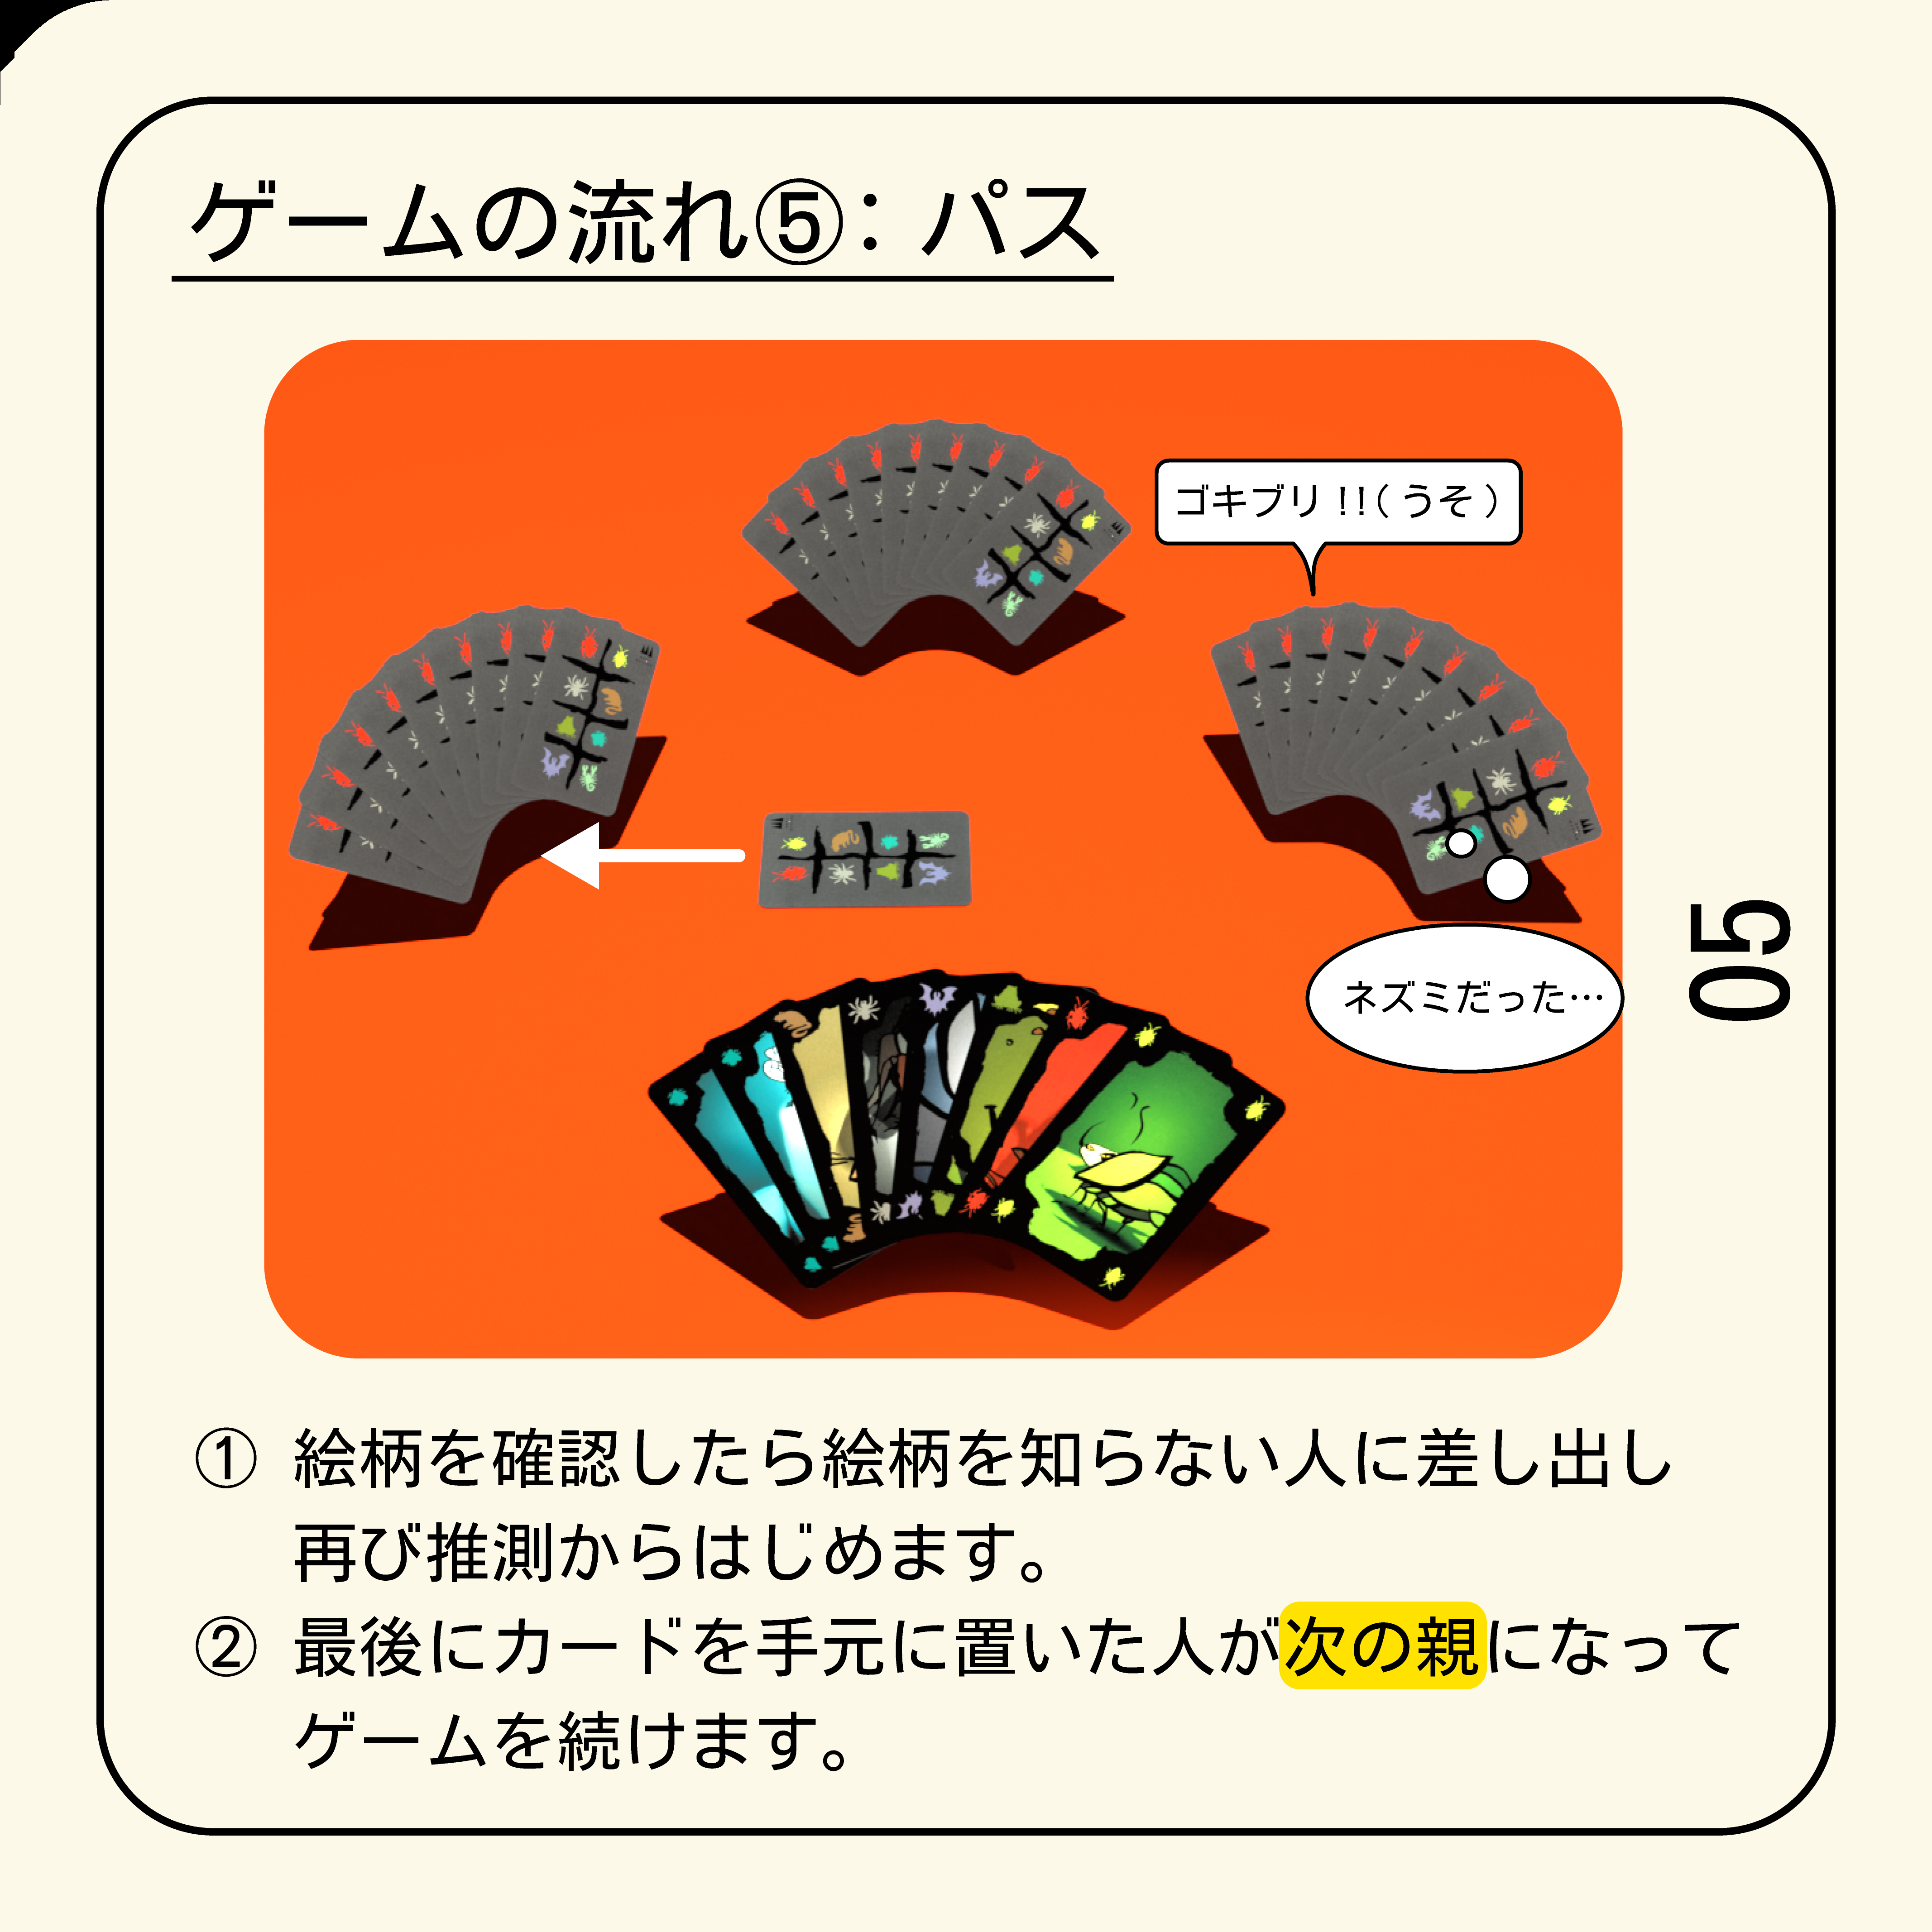 ゲームの流れ⑤：パス
ゴキブリ!!(うそ)
ネズミだった…
05
① 絵柄を確認したら絵柄を知らない人に差し出し
再び推測からはじめます。
② 最後にカードを手元に置いた人が次の親になって
ゲームを続けます。